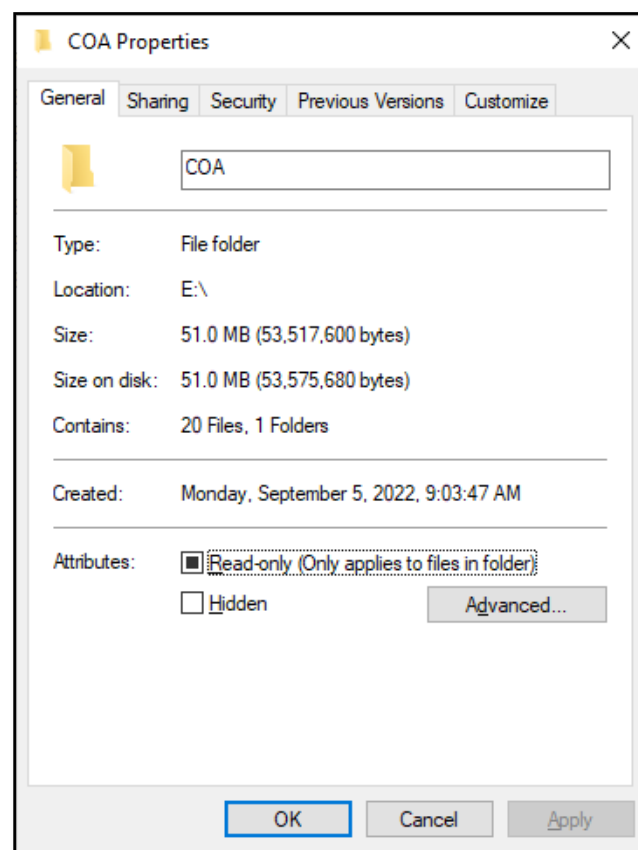 COA Properties
General Sharing Security Previous Versions Customize
COA
Type: File folder
Location: E:\
Size: 51.0 MB (53,517,600 bytes)
Size on disk: 51.0 MB (53,575,680 bytes)
Contains: 20 Files, 1 Folders
Created: Monday, September 5, 2022, 9:03:47 AM
Attributes: Read-only (Only applies to files in folder)
Hidden Advanced...
OK Cancel Apply